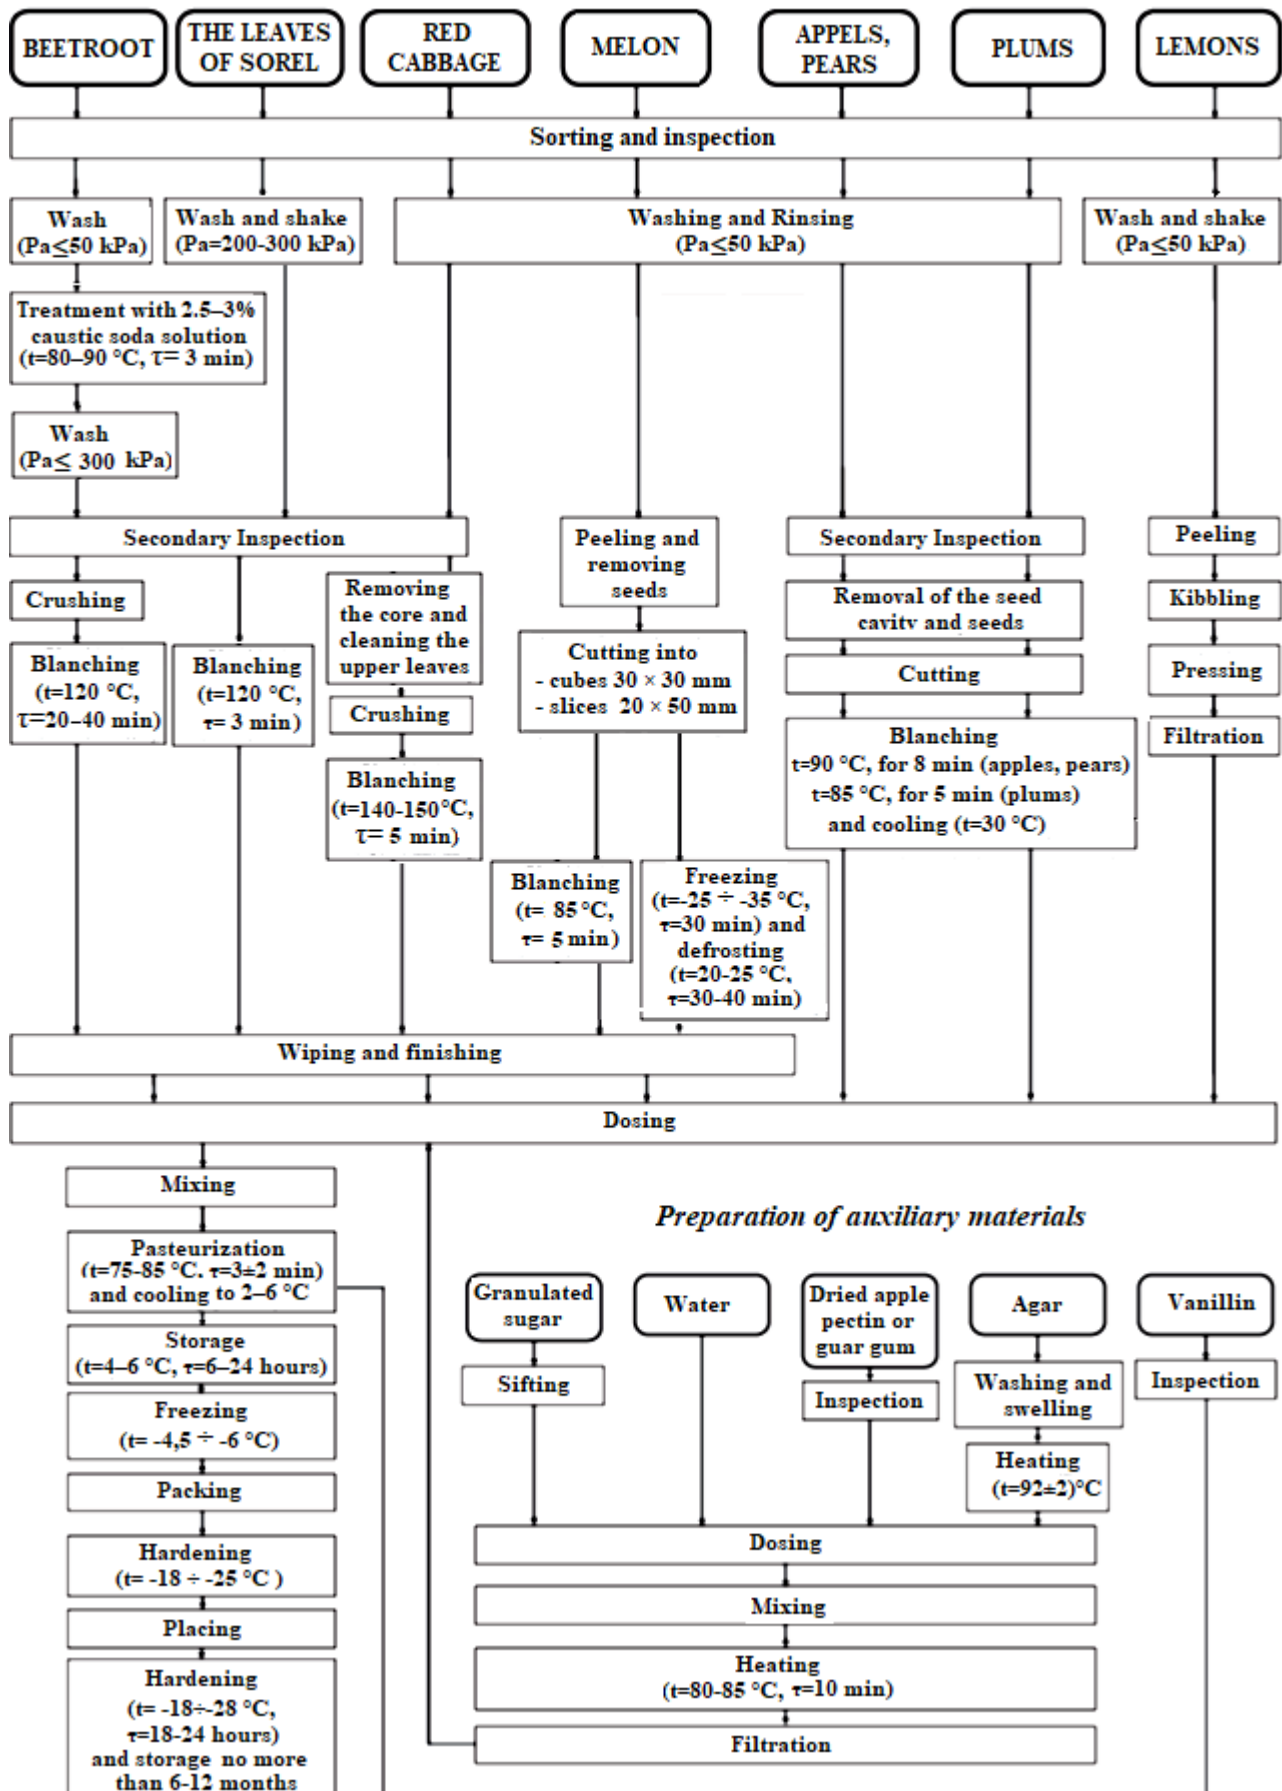 BEETROOT
THE LEAVES
OF SOREL
RED
CABBAGE
MELON
APPELS,
PEARS
PLUMS
LEMONS
Sorting and inspection
Wash
(Pa≤50 kPa)
Wash and shake
(Pa=200-300 kPa)
Washing and Rinsing
(Pa≤50 kPa)
Wash and shake
(Pa≤50 kPa)
Treatment with 2.5–3%
caustic soda solution
(t=80–90 °C, τ= 3 min)
Wash
(Pa≤ 300 kPa)
Secondary Inspection
Crushing
Blanching
(t=120 °C,
τ=20-40 min)
Blanching
(t=120 °C,
τ= 3 min)
Removing
the core and
cleaning the
upper leaves
Crushing
Blanching
(t=140-150°C,
τ= 5 min)
Peeling and
removing
seeds
Cutting into
- cubes 30 × 30 mm
- slices 20 × 50 mm
Blanching
(t= 85 °C,
τ= 5 min)
Freezing
(t=-25 ÷ -35 °C,
τ=30 min) and
defrosting
(t=20-25 °C,
τ=30-40 min)
Secondary Inspection
Removal of the seed
cavity and seeds
Cutting
Blanching
t=90 °C, for 8 min (apples, pears)
t=85 °C, for 5 min (plums)
and cooling (t=30 °C)
Peeling
Kibbling
Pressing
Filtration
Wiping and finishing
Dosing
Mixing
Pasteurization
(t=75-85 °C. τ=3±2 min)
and cooling to 2–6 °C
Storage
(t=4–6 °C, τ=6–24 hours)
Freezing
(t= -4,5 ÷ -6 °C)
Packing
Hardening
(t= -18 ÷ -25 °C )
Placing
Hardening
(t= -18÷-28 °C,
τ=18-24 hours)
and storage no more
than 6-12 months
Preparation of auxiliary materials
Granulated
sugar
Water
Dried apple
pectin or
guar gum
Agar
Vanillin
Sifting
Inspection
Washing and
swelling
Inspection
Heating
(t=92±2)°C
Dosing
Mixing
Heating
(t=80-85 °C, τ=10 min)
Filtration